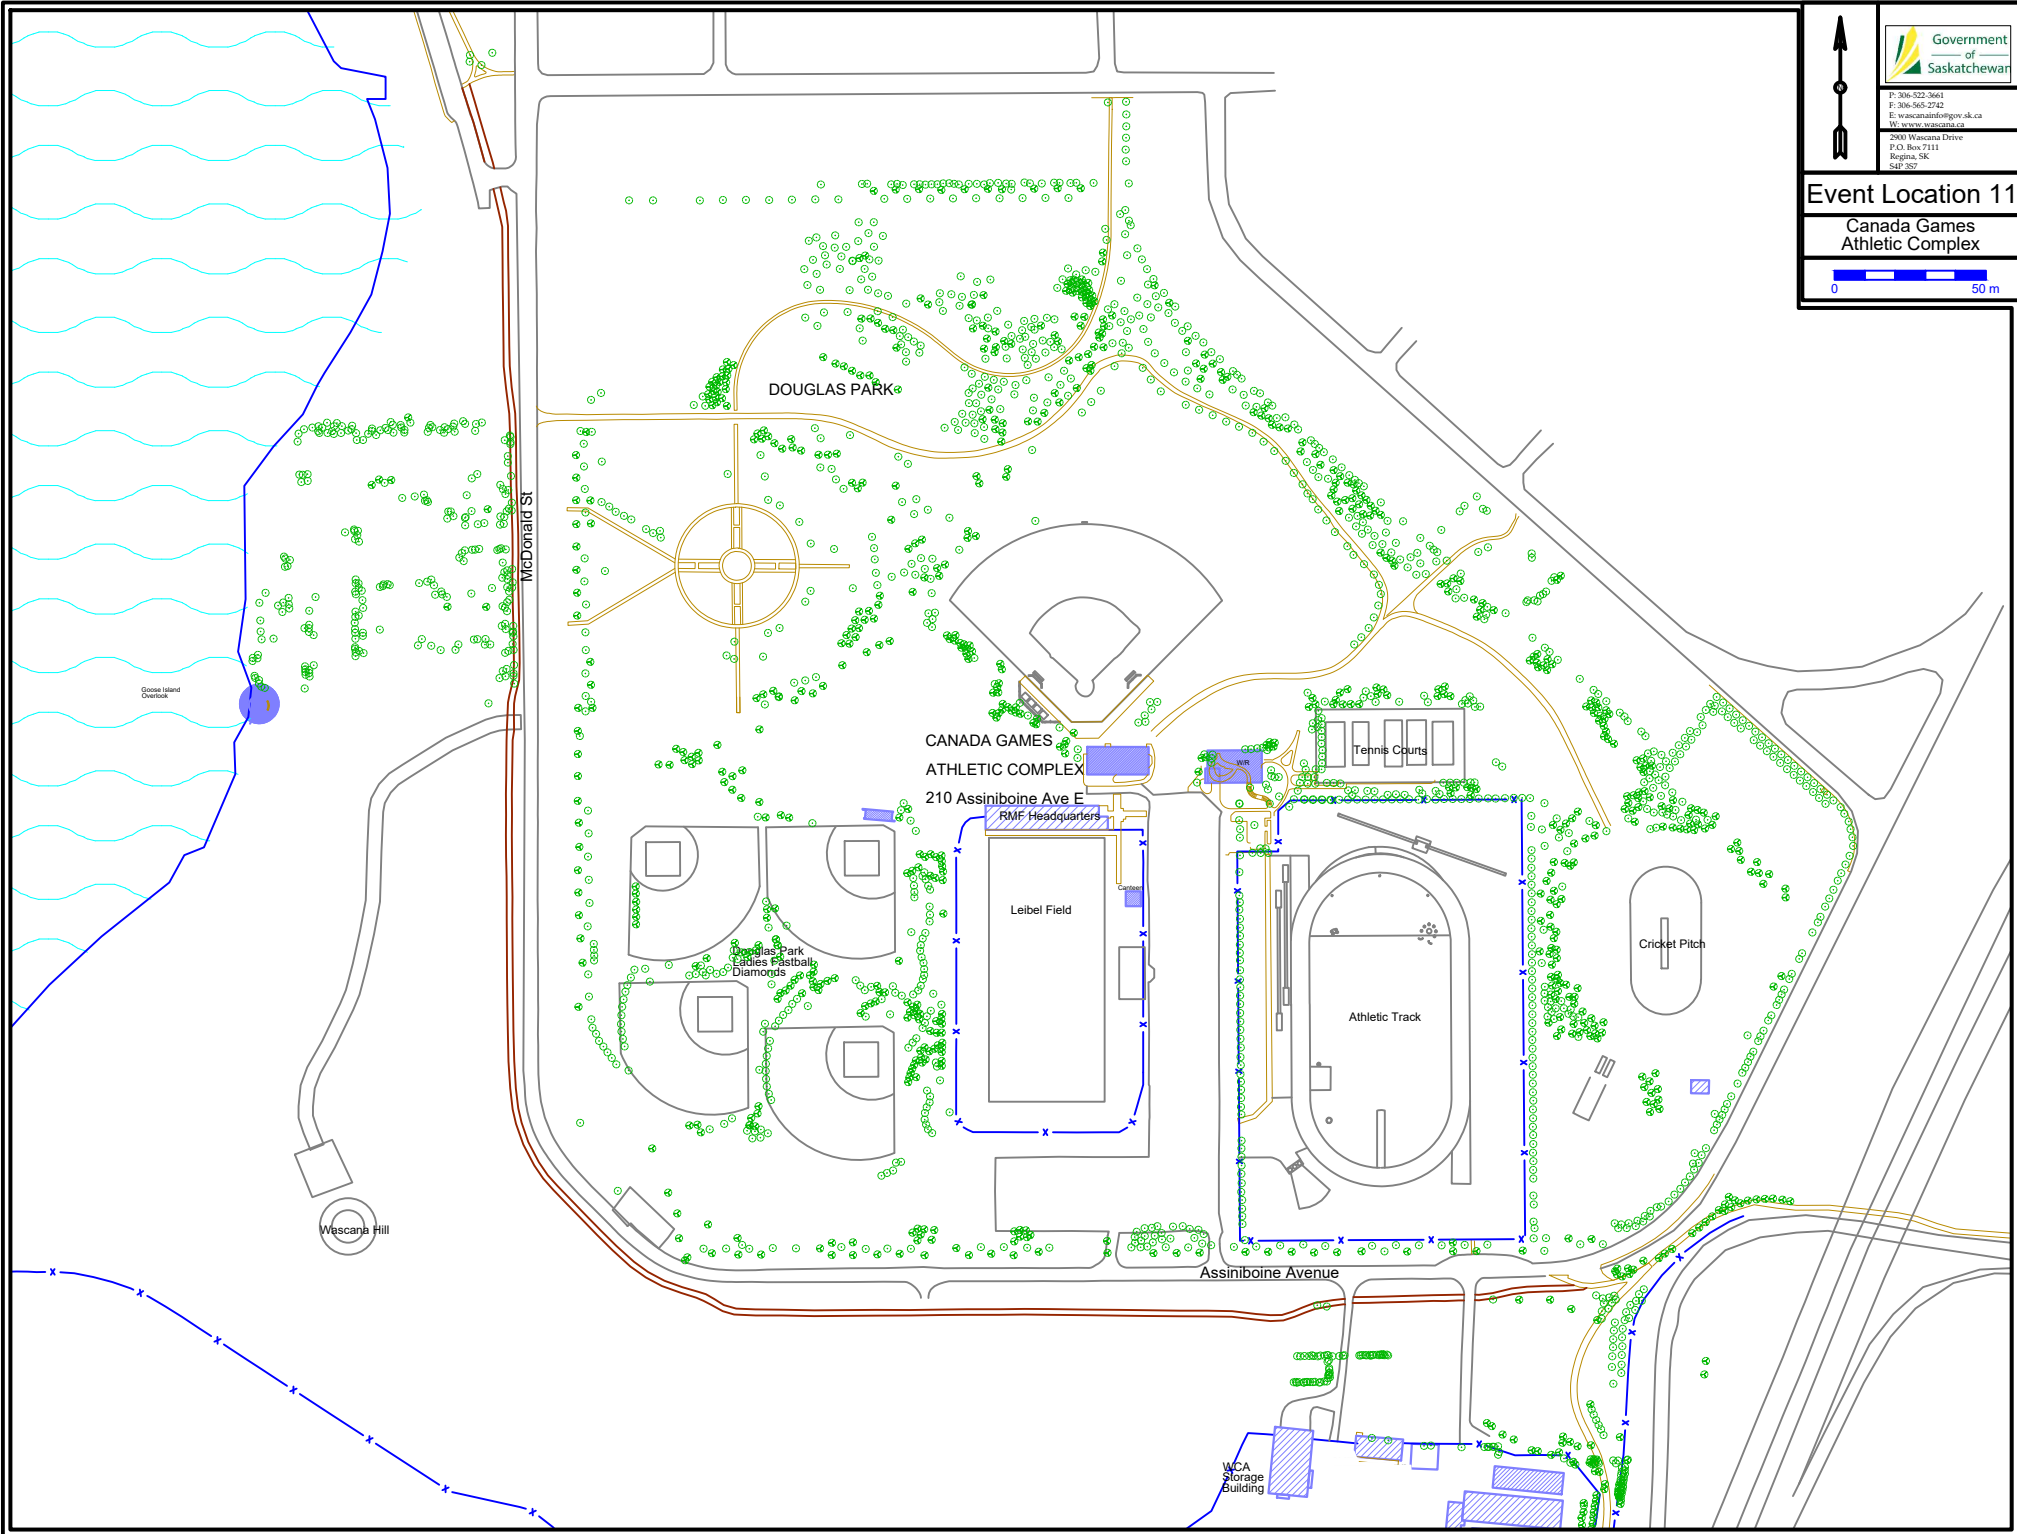 Government
of
Saskatchewan
P: 306-522-3661
F: 306-565-2742
E: wascanainfo@gov.sk.ca
W: www.wascana.ca
2900 Wascana Drive
P.O. Box 7111
Regina, SK
S4P 3S7
Event Location 11
Canada Games
Athletic Complex
0 50 m
DOUGLAS PARK
McDonald St
Goose Island
Overlook
CANADA GAMES
ATHLETIC COMPLEX
210 Assiniboine Ave E
RMF Headquarters
W/R
Tennis Courts
Canteen
Leibel Field
Douglas Park
Ladies Fastball
Diamonds
Cricket Pitch
Athletic Track
Wascana Hill
Assiniboine Avenue
WCA
Storage
Building